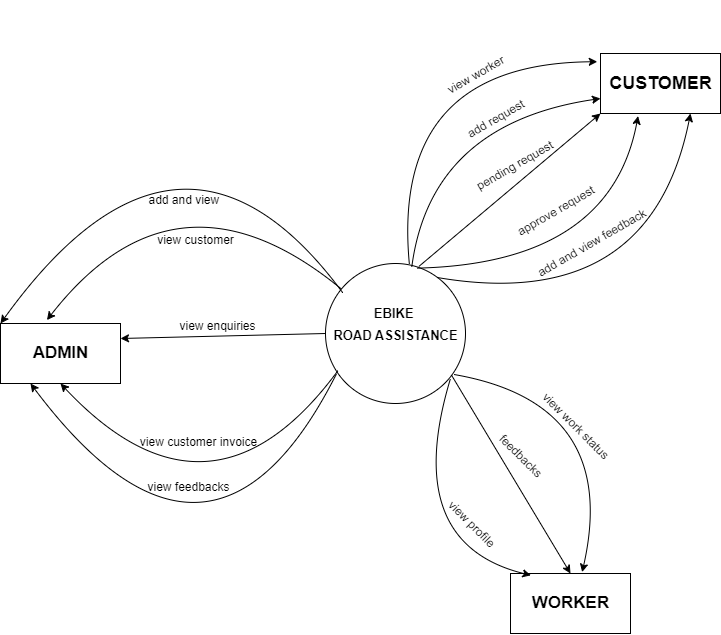 view worker
CUSTOMER
add request
pending request
approve request
add and view feedback
add and view
view customer
view enquiries
EBIKE
ROAD ASSISTANCE
ADMIN
view customer invoice
view feedbacks
view work status
feedbacks
view profile
WORKER